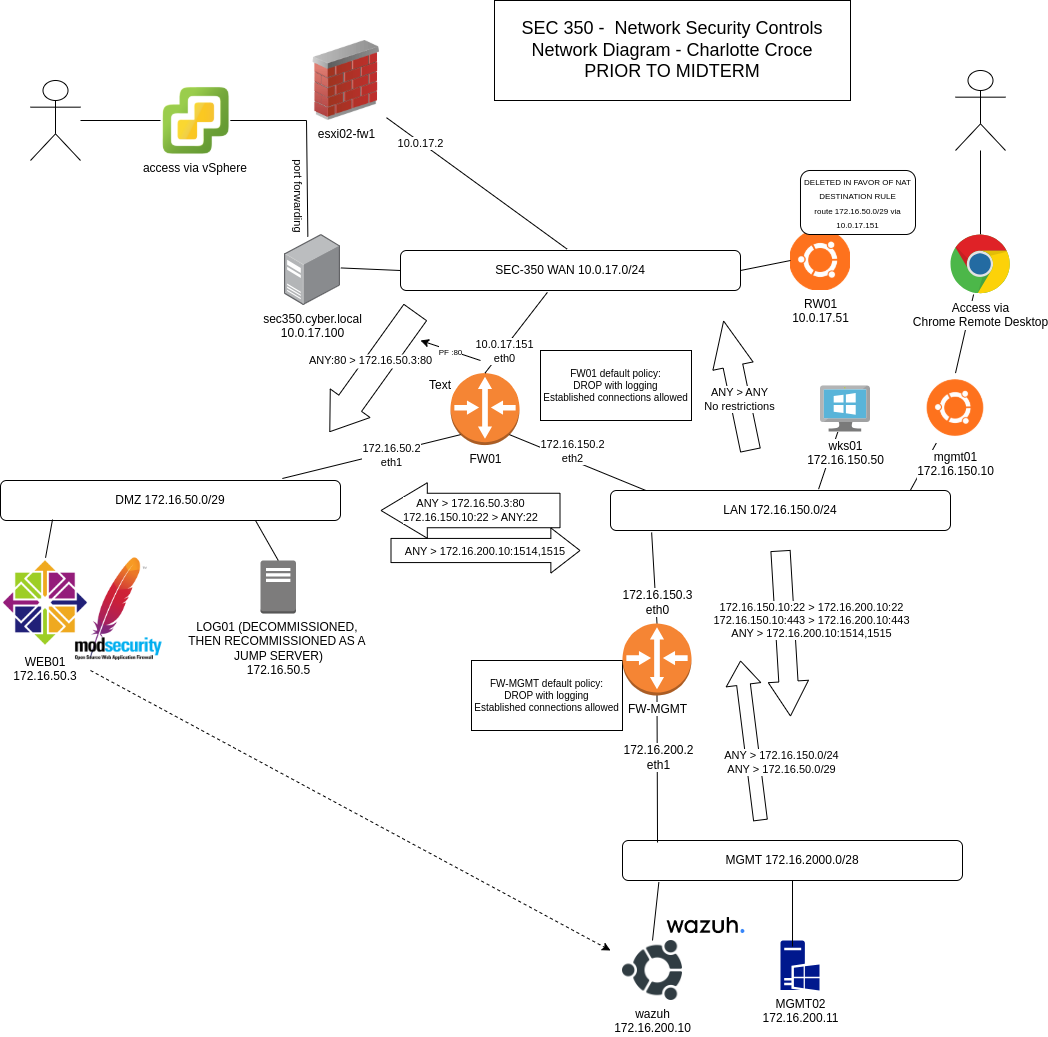 SEC 350 - Network Security Controls
Network Diagram - Charlotte Croce
PRIOR TO MIDTERM
esxi02-fw1
access via vSphere
10.0.17.2
port forwarding
DELETED IN FAVOR OF NAT
DESTINATION RULE
route 172.16.50.0/29 via
10.0.17.151
SEC-350 WAN 10.0.17.0/24
RW01
10.0.17.51
Access via
Chrome Remote Desktop
sec350.cyber.local
10.0.17.100
ANY:80 > 172.16.50.3:80
PF :80
10.0.17.151
eth0
Text
FW01
FW01 default policy:
DROP with logging
Established connections allowed
ANY > ANY
No restrictions
wks01
172.16.150.50
mgmt01
172.16.150.10
172.16.50.2
eth1
172.16.150.2
eth2
DMZ 172.16.50.0/29
ANY > 172.16.50.3:80
172.16.150.10:22 > ANY:22
ANY > 172.16.200.10:1514,1515
LAN 172.16.150.0/24
modsecurity
Open Source Web Application Firewall
WEB01
172.16.50.3
LOG01 (DECOMMISSIONED,
THEN RECOMMISSIONED AS A
JUMP SERVER)
172.16.50.5
172.16.150.3
eth0
172.16.150.10:22 > 172.16.200.10:22
172.16.150.10:443 > 172.16.200.10:443
ANY > 172.16.200.10:1514,1515
FW-MGMT default policy:
DROP with logging
Established connections allowed
FW-MGMT
172.16.200.2
eth1
ANY > 172.16.150.0/24
ANY > 172.16.50.0/29
MGMT 172.16.2000.0/28
wazuh.
wazuh
172.16.200.10
MGMT02
172.16.200.11